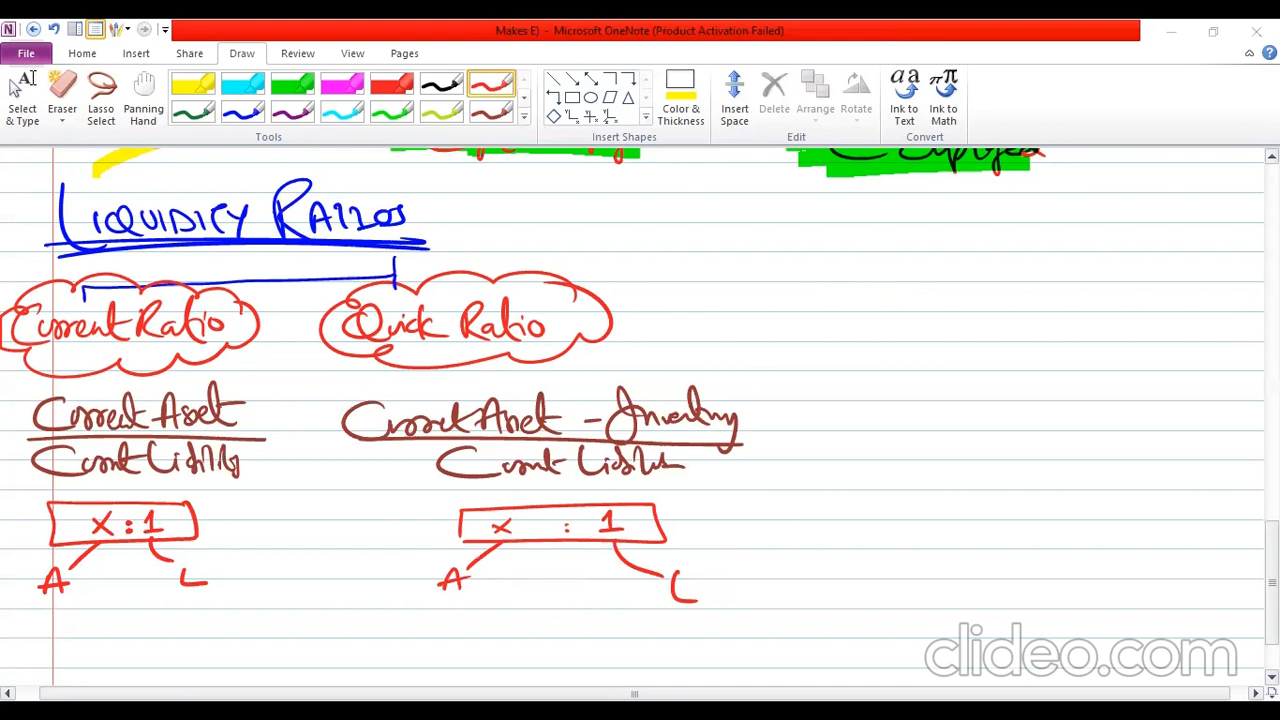 Makes E) - Microsoft OneNote (Product Activation Failed)
File Home Insert Share Draw Review View Pages
Select & Type Eraser Lasso Select Panning Hand Color & Thickness Insert Space Delete Arrange Rotate Ink to Text Ink to Math
Tools Insert Shapes Edit Convert
LIQUIDITY RATIOS
Current Ratio Quick Ratio
Current Asset Current Asset - Inventory
Current Liability Current Liabilities
X : 1 x : 1
A L A L
clideo.com